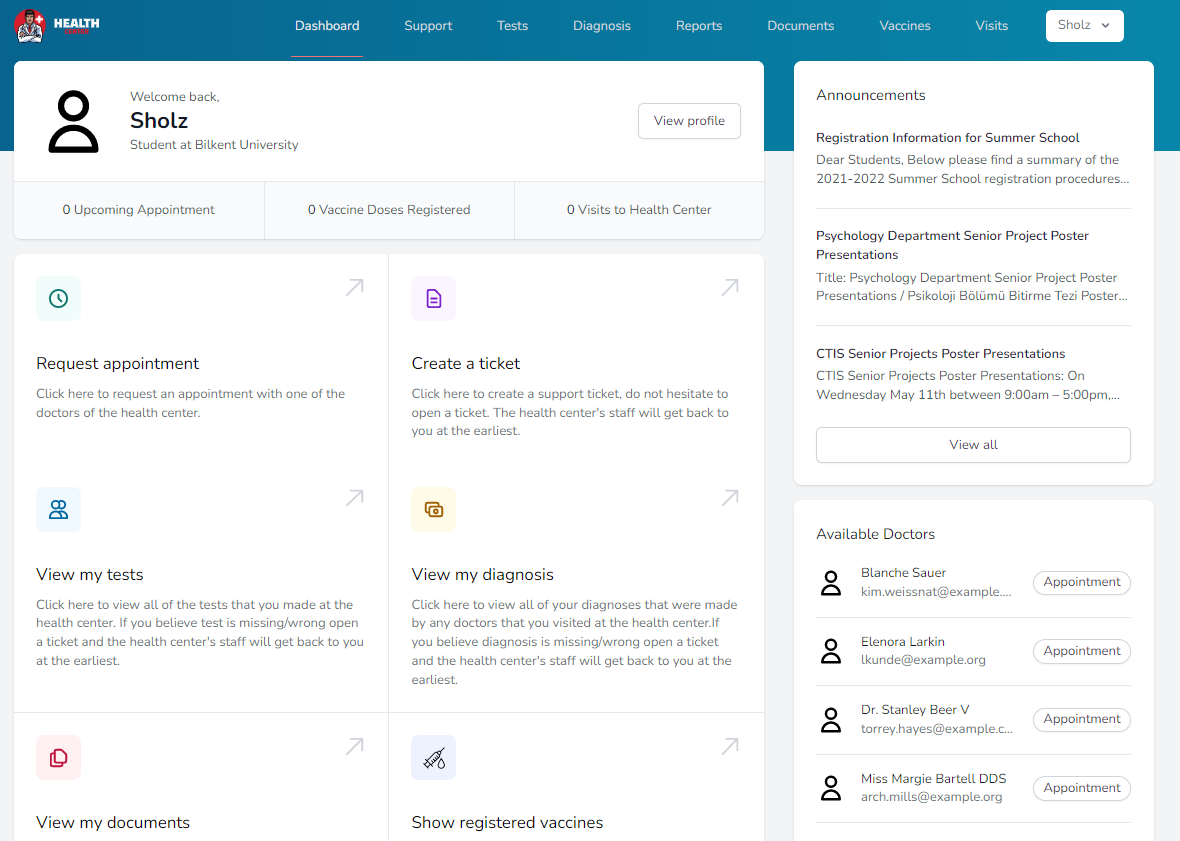 HEALTH
Dashboard
Support
Tests
Diagnosis
Reports
Documents
Vaccines
Visits
Sholz
Welcome back,
Sholz
Student at Bilkent University
View profile
0 Upcoming Appointment
0 Vaccine Doses Registered
0 Visits to Health Center
Request appointment
Click here to request an appointment with one of the
doctors of the health center.
Create a ticket
Click here to create a support ticket, do not hesitate to
open a ticket. The health center's staff will get back to
you at the earliest.
View my tests
Click here to view all of the tests that you made at the
health center. If you believe test is missing/wrong open
a ticket and the health center's staff will get back to you
at the earliest.
View my diagnosis
Click here to view all of your diagnoses that were made
by any doctors that you visited at the health center.If
you believe diagnosis is missing/wrong open a ticket
and the health center's staff will get back to you at the
earliest.
View my documents
Show registered vaccines
Announcements
Registration Information for Summer School
Dear Students, Below please find a summary of the
2021-2022 Summer School registration procedures...
Psychology Department Senior Project Poster
Presentations
Title: Psychology Department Senior Project Poster
Presentations / Psikoloji Bölümü Bitirme Tezi Poster...
CTIS Senior Projects Poster Presentations
CTIS Senior Projects Poster Presentations: On
Wednesday May 11th between 9:00am – 5:00pm,...
View all
Available Doctors
Blanche Sauer
kim.weissnat@example....
Appointment
Elenora Larkin
lkunde@example.org
Appointment
Dr. Stanley Beer V
torrey.hayes@example.c...
Appointment
Miss Margie Bartell DDS
arch.mills@example.org
Appointment